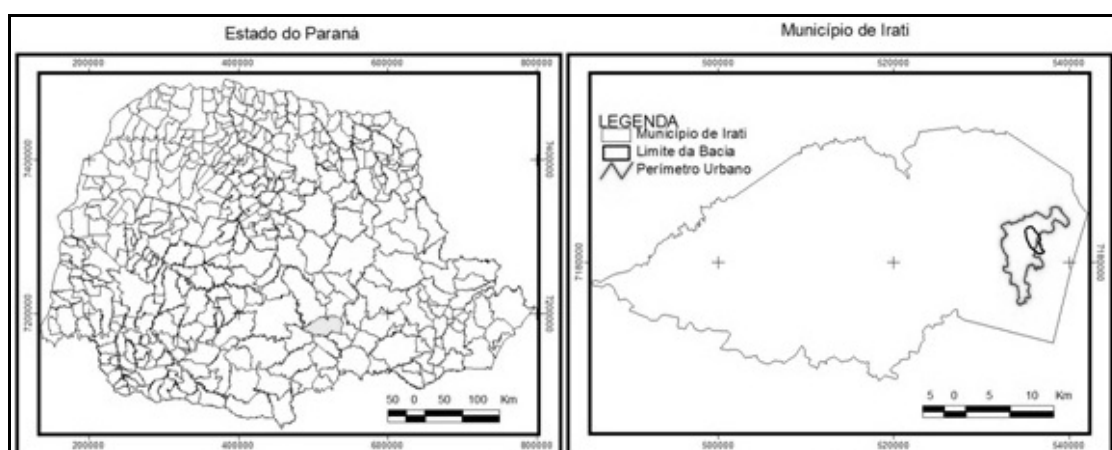 Estado do Paraná
200000 400000 600000 800000
7400000 7400000
7200000 7200000
50 0 50 100 Km
200000 400000 600000 800000
Município de Irati
500000 520000 540000
LEGENDA
Município de Irati
Limite da Bacia
Perímetro Urbano
7180000 7180000
5 0 5 10 Km
500000 520000 540000